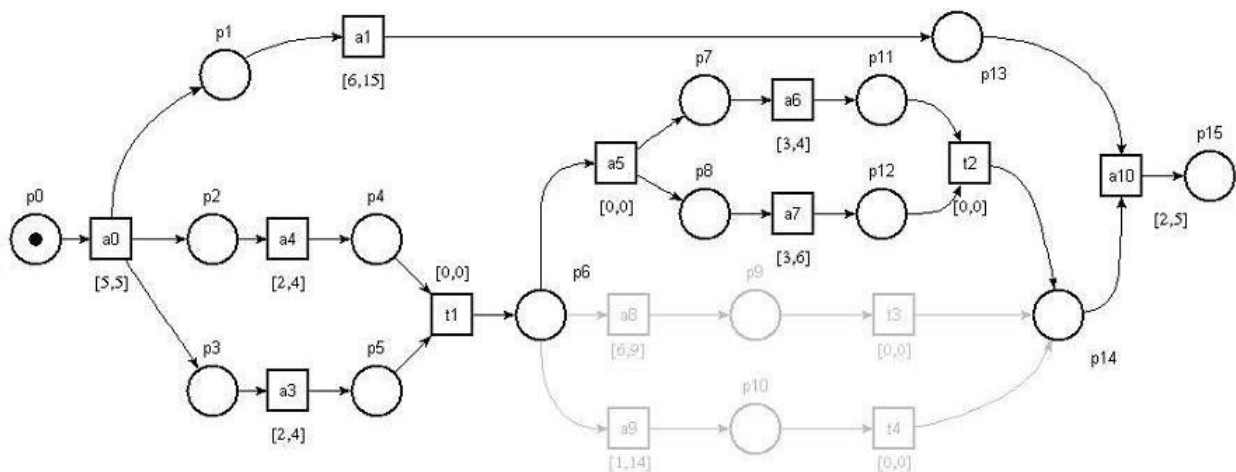 p1
a1
[6,15]
p13
p7
a6
[3,4]
p11
a5
[0,0]
t2
[0,0]
p8
a7
[3,6]
p12
a10
[2,5]
p15
p0
a0
[5,5]
p2
a4
[2,4]
p4
[0,0]
t1
p6
p3
a3
[2,4]
p5
a8
[6,9]
p9
t3
[0,0]
p14
a9
[1,14]
p10
t4
[0,0]